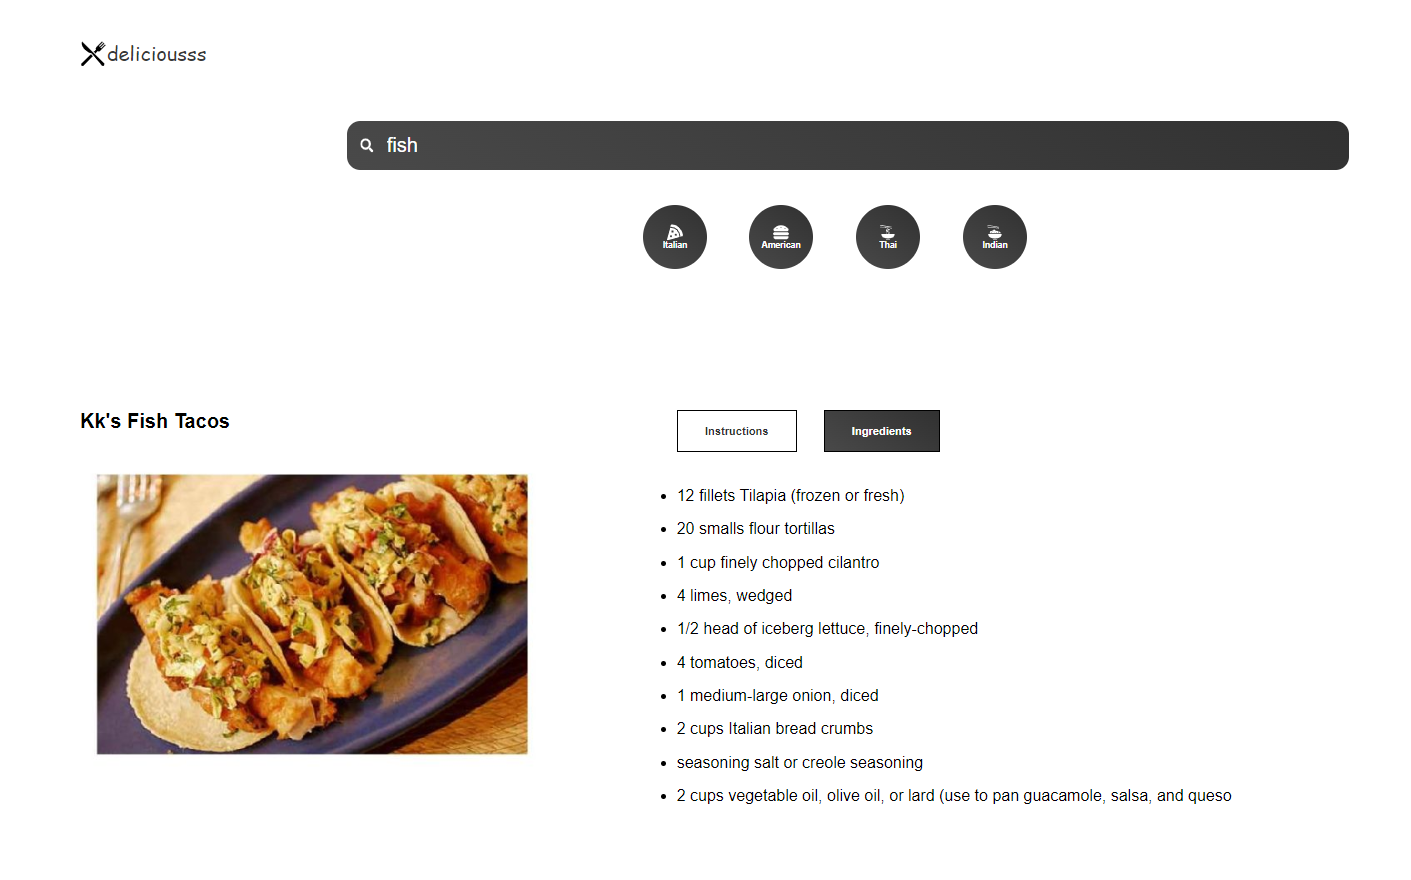 deliciousss
fish
Italian
American
Thai
Indian
Kk's Fish Tacos
Instructions
Ingredients
12 fillets Tilapia (frozen or fresh)
20 smalls flour tortillas
1 cup finely chopped cilantro
4 limes, wedged
1/2 head of iceberg lettuce, finely-chopped
4 tomatoes, diced
1 medium-large onion, diced
2 cups Italian bread crumbs
seasoning salt or creole seasoning
2 cups vegetable oil, olive oil, or lard (use to pan guacamole, salsa, and queso